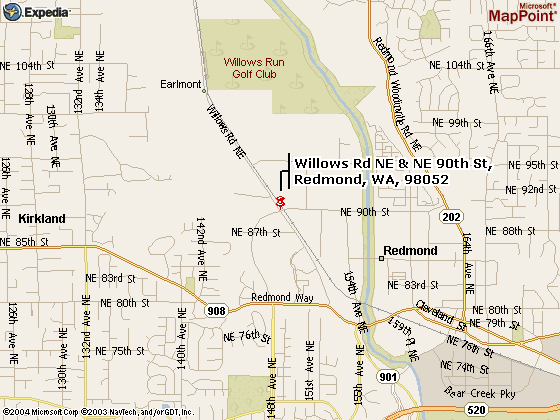 Expedia®
Microsoft®
MapPoint®
NE 104th St
128th Ave NE
130th Ave NE
132nd Ave NE
134th Ave NE
Earlmont
Willows Run
Golf Club
Redmond Woodinville Rd NE
NE 104th St
166th Ave NE
NE 99th St
Willows Rd NE
Willows Rd NE & NE 90th St,
Redmond, WA, 98052
NE 95th St
NE 92nd St
126th Ave NE
Kirkland
142nd Ave NE
NE 87th St
NE 90th St
202
NE 88th St
164th Ave NE
NE 85th St
Redmond
NE 83rd St
NE 83rd St
154th Ave NE
NE 80th St
908
Redmond Way
Cleveland St
NE 80th St
NE 79th St
126th Ave NE
130th Ave NE
132nd Ave NE
NE 75th St
140th Ave NE
NE 76th St
148th Ave NE
151st Ave NE
155th Ave NE
159th Pl NE
NE 76th St
NE 74th St
901
Bear Creek Pky
520
©2004 Microsoft Corp ©2003 NavTech, and/or GDT, Inc.